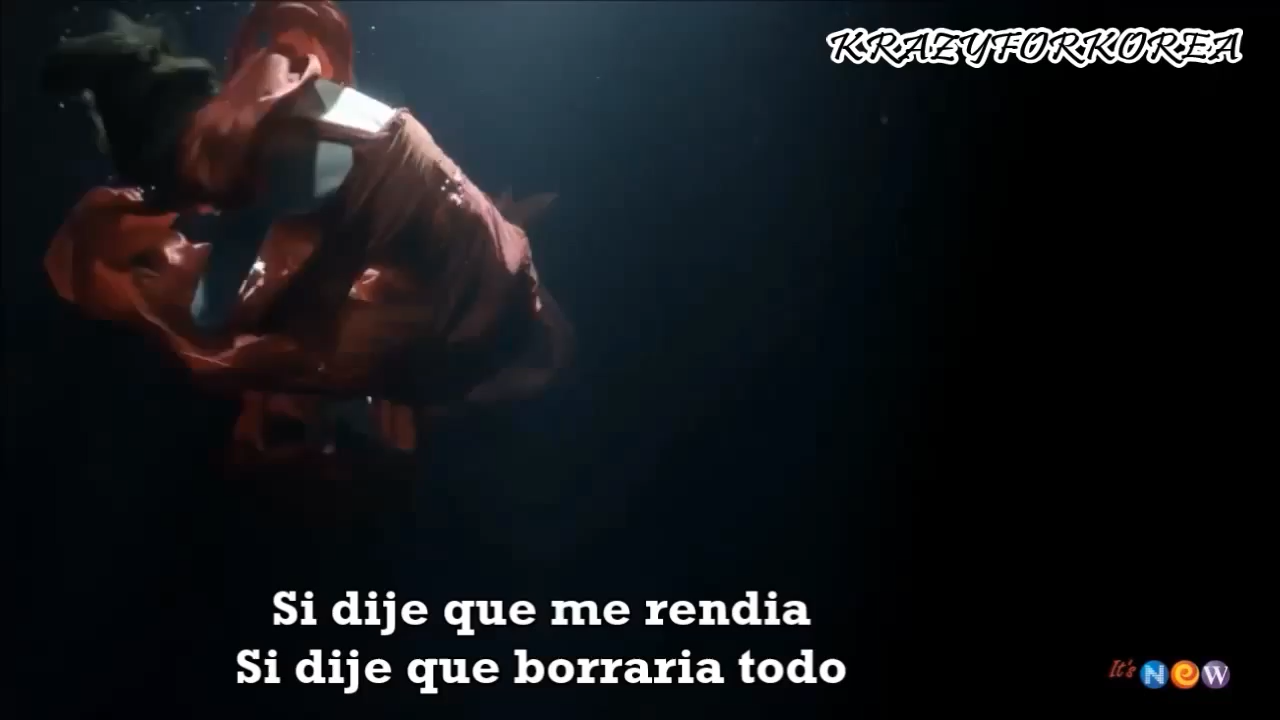 KRAZYFORKOREA
Si dije que me rendia
Si dije que borraria todo
It's NeW